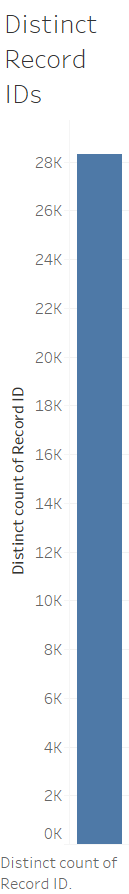 Distinct
Record
IDs
28K
26K
24K
22K
20K
18K
16K
14K
12K
10K
8K
6K
4K
2K
0K
Distinct count of Record ID
Distinct count of
Record ID.